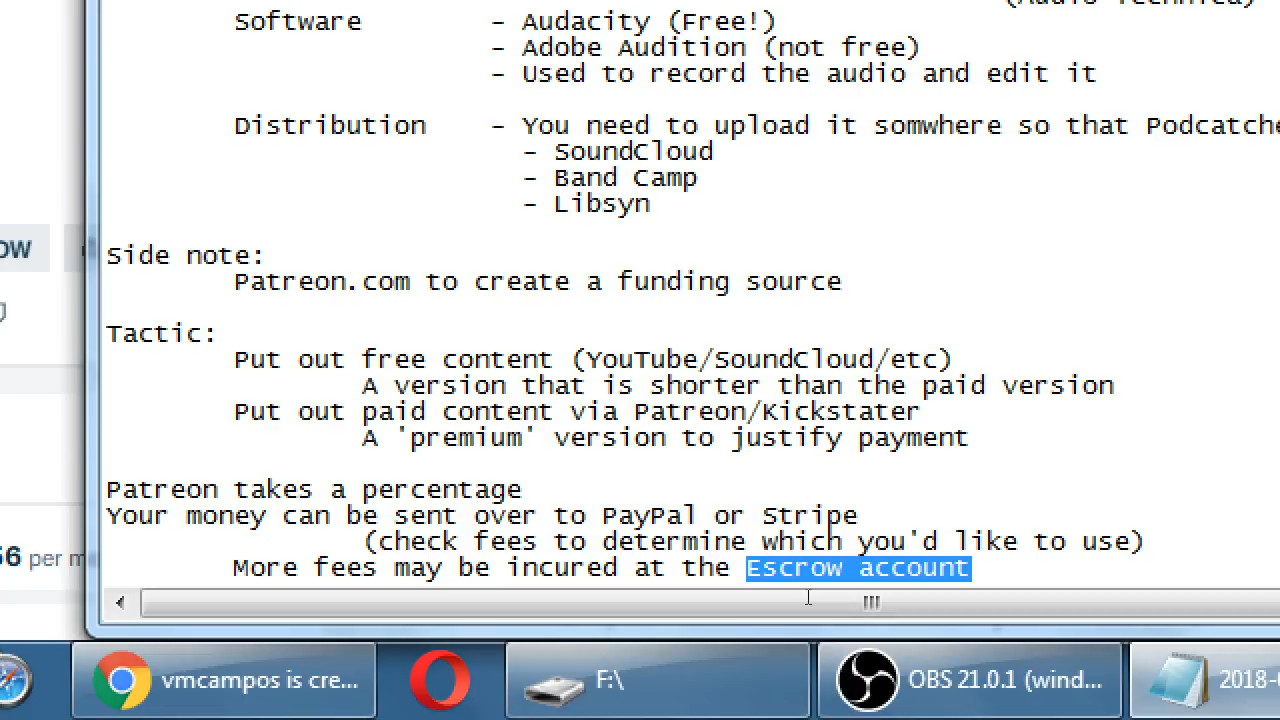 (Audio Technica)
Software - Audacity (Free!)
- Adobe Audition (not free)
- Used to record the audio and edit it
Distribution - You need to upload it somwhere so that Podcatche
- SoundCloud
- Band Camp
- Libsyn
Side note:
Patreon.com to create a funding source
Tactic:
Put out free content (YouTube/SoundCloud/etc)
A version that is shorter than the paid version
Put out paid content via Patreon/Kickstater
A 'premium' version to justify payment
Patreon takes a percentage
Your money can be sent over to PayPal or Stripe
(check fees to determine which you'd like to use)
More fees may be incured at the Escrow account
OW
56 per m
vmcampos is cre...
F:\
OBS 21.0.1 (wind...
2018-